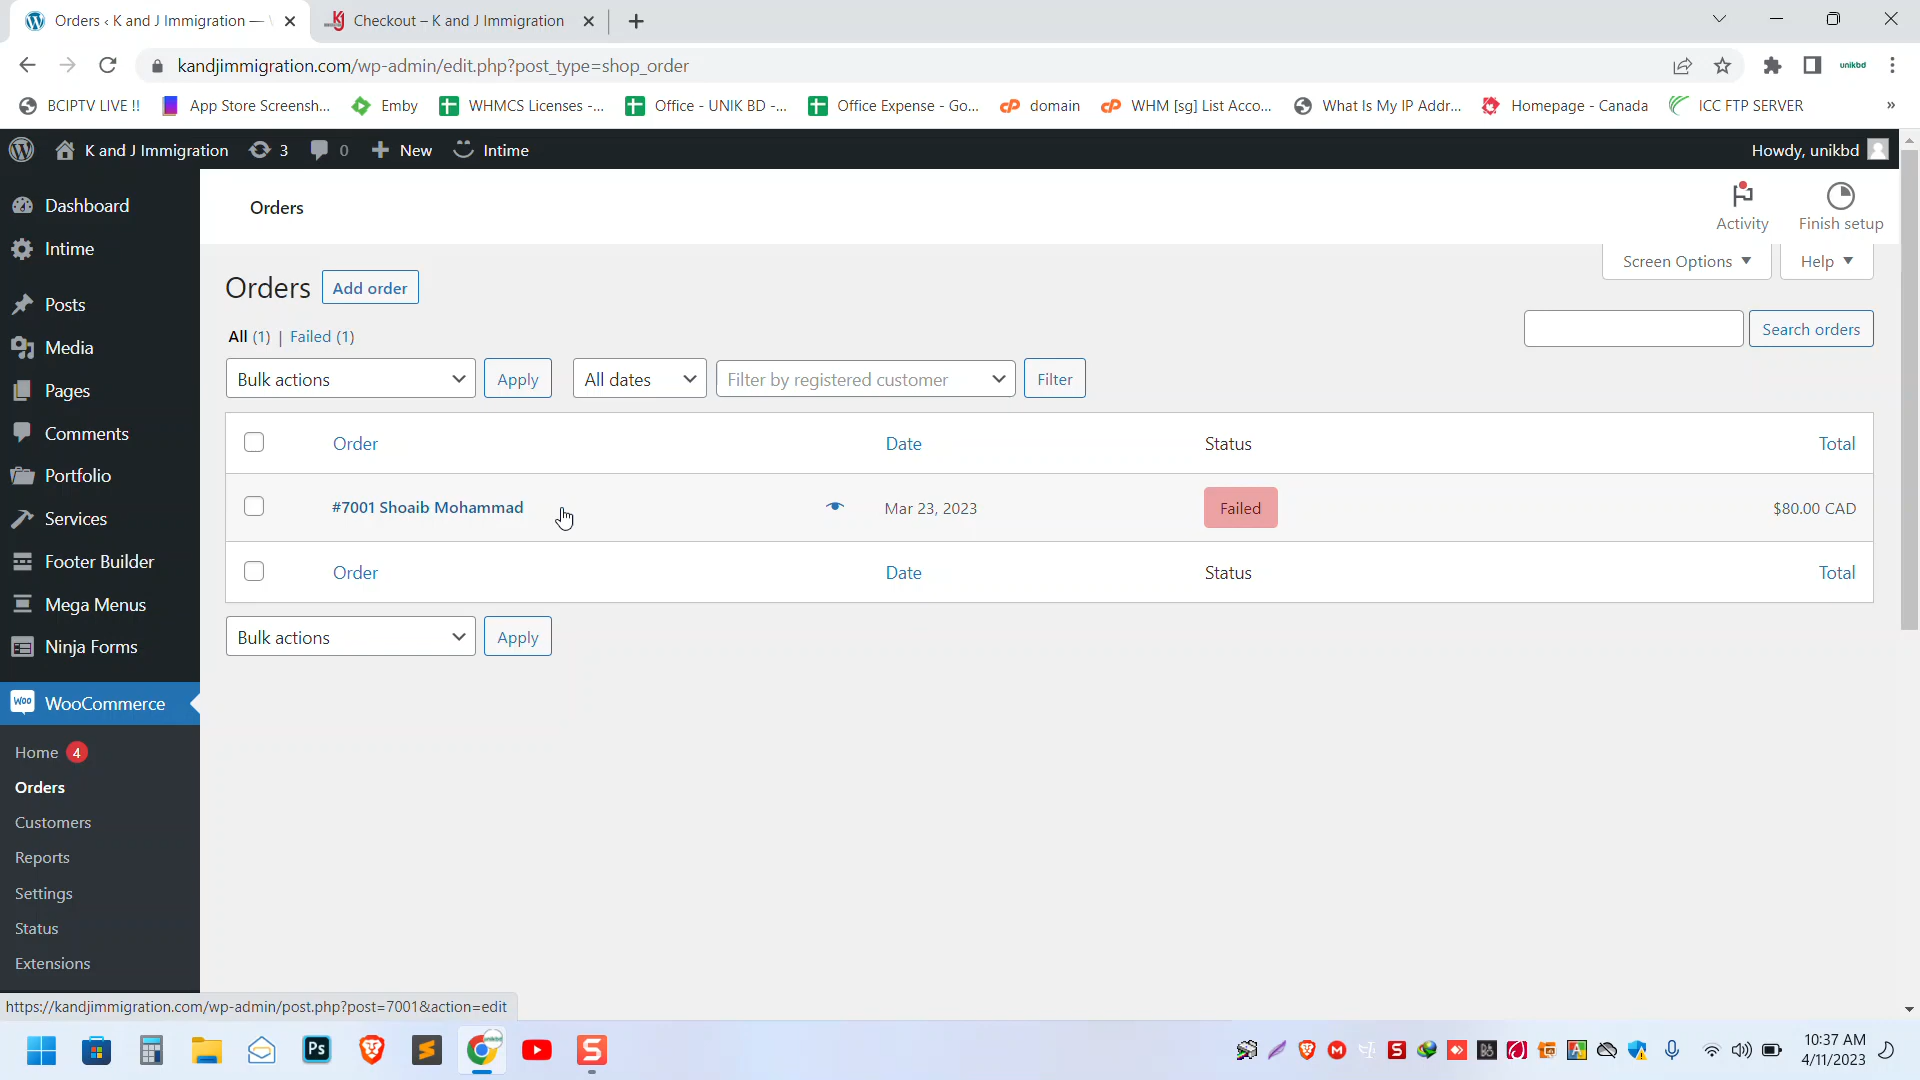 Orders ‹ K and J Immigration —
Checkout – K and J Immigration
kandjimmigration.com/wp-admin/edit.php?post_type=shop_order
unikbd
BCIPTV LIVE !!
App Store Screensh...
Emby
WHMCS Licenses -...
Office - UNIK BD -...
Office Expense - Go...
domain
WHM [sg] List Acco...
What Is My IP Addr...
Homepage - Canada
ICC FTP SERVER
»
K and J Immigration
3
0
New
Intime
Howdy, unikbd
Dashboard
Intime
Posts
Media
Pages
Comments
Portfolio
Services
Footer Builder
Mega Menus
Ninja Forms
WooCommerce
Home 4
Orders
Customers
Reports
Settings
Status
Extensions
Orders
Activity
Finish setup
Screen Options
Help
Orders
Add order
All (1) | Failed (1)
Search orders
Bulk actions
Apply
All dates
Filter by registered customer
Filter
Order Date Status Total
#7001 Shoaib Mohammad Mar 23, 2023 Failed $80.00 CAD
Order Date Status Total
Bulk actions
Apply
https://kandjimmigration.com/wp-admin/post.php?post=7001&action=edit
10:37 AM
4/11/2023